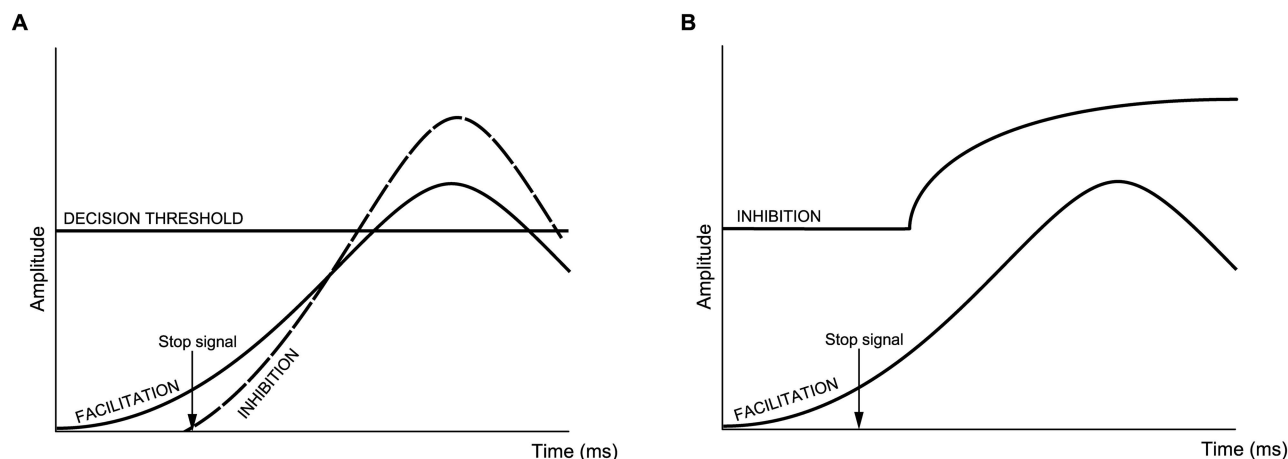 A
DECISION THRESHOLD
Amplitude
Stop signal
FACILITATION
INHIBITION
Time (ms)
B
INHIBITION
Amplitude
Stop signal
FACILITATION
Time (ms)